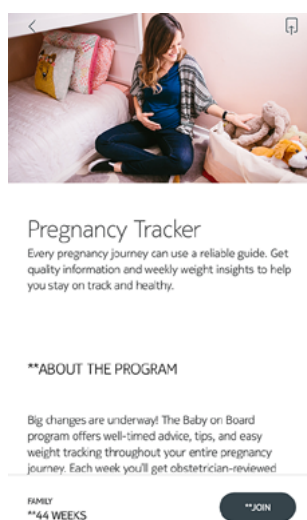 Pregnancy Tracker
Every pregnancy journey can use a reliable guide. Get
quality information and weekly weight insights to help
you stay on track and healthy.
**ABOUT THE PROGRAM
Big changes are underway! The Baby on Board
program offers well-timed advice, tips, and easy
weight tracking throughout your entire pregnancy
journey. Each week you'll get obstetrician-reviewed
FAMILY
**44 WEEKS
**JOIN